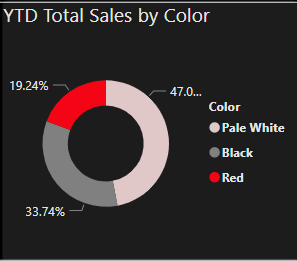 YTD Total Sales by Color
19.24%
47.0...
Color
Pale White
Black
Red
33.74%